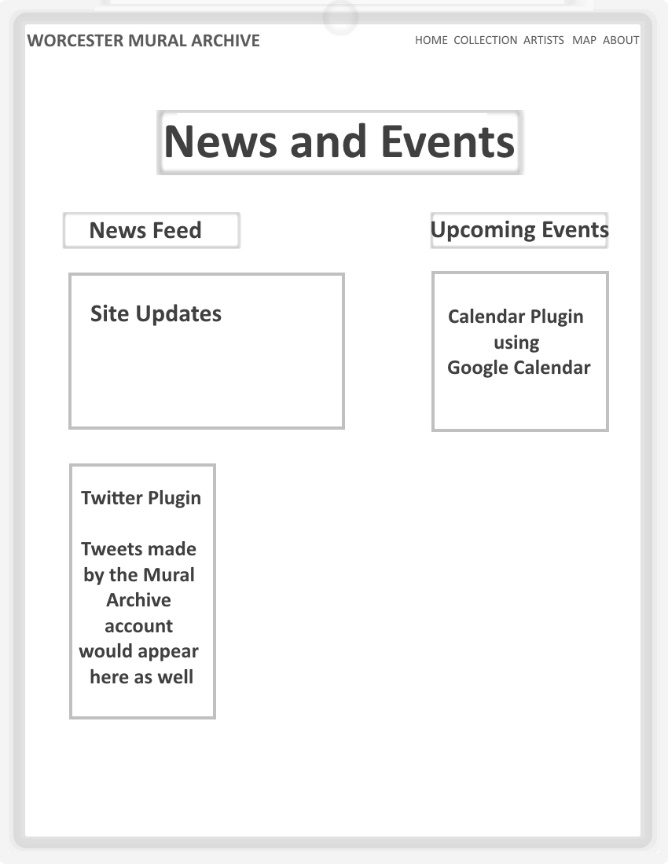 WORCESTER MURAL ARCHIVE
HOME COLLECTION ARTISTS MAP ABOUT
News and Events
News Feed
Upcoming Events
Site Updates
Calendar Plugin
using
Google Calendar
Twitter Plugin
Tweets made
by the Mural
Archive
account
would appear
here as well